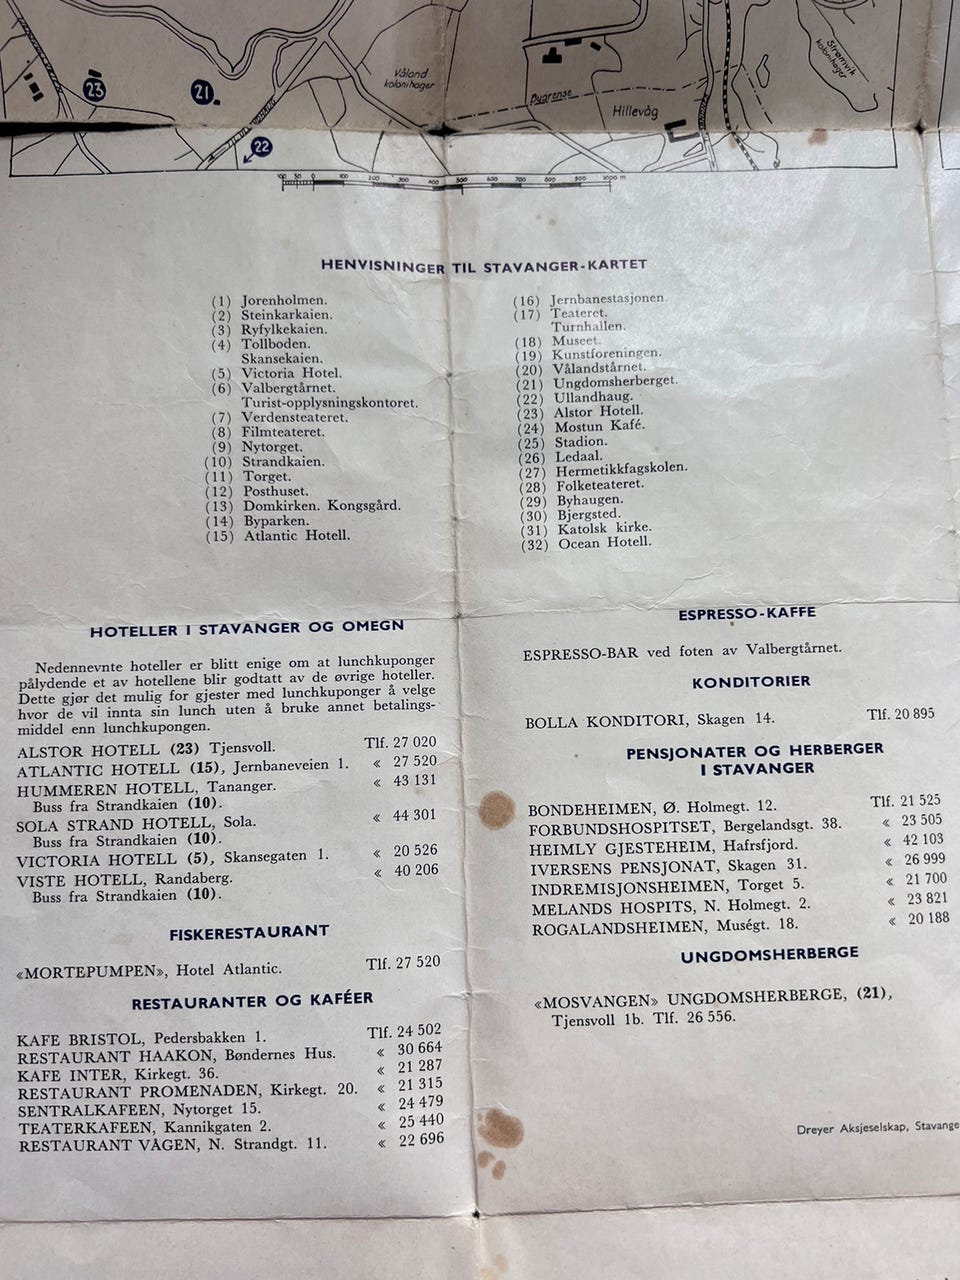 23
21
22
Våland
kolonihager
Bygrense
Hillevåg
Strømvik
kolonihager
100 50 0 100 200 300 400 500 600 700 800 900 1000 m
HENVISNINGER TIL STAVANGER-KARTET
(1) Jorenholmen.
(2) Steinkarkaien.
(3) Ryfylkekaien.
(4) Tollboden.
Skansekaien.
(5) Victoria Hotel.
(6) Valbergtårnet.
Turist-opplysningskontoret.
(7) Verdensteateret.
(8) Filmteateret.
(9) Nytorget.
(10) Strandkaien.
(11) Torget.
(12) Posthuset.
(13) Domkirken. Kongsgård.
(14) Byparken.
(15) Atlantic Hotell.
(16) Jernbanestasjonen.
(17) Teateret.
Turnhallen.
(18) Museet.
(19) Kunstforeningen.
(20) Vålandstårnet.
(21) Ungdomsherberget.
(22) Ullandhaug.
(23) Alstor Hotell.
(24) Mostun Kafé.
(25) Stadion.
(26) Ledaal.
(27) Hermetikkfagskolen.
(28) Folketeateret.
(29) Byhaugen.
(30) Bjergsted.
(31) Katolsk kirke.
(32) Ocean Hotell.
HOTELLER I STAVANGER OG OMEGN
Nedennevnte hoteller er blitt enige om at lunchkuponger
pålydende et av hotellene blir godtatt av de øvrige hoteller.
Dette gjør det mulig for gjester med lunchkuponger å velge
hvor de vil innta sin lunch uten å bruke annet betalings-
middel enn lunchkupongen.
ALSTOR HOTELL (23) Tjensvoll. Tlf. 27 020
ATLANTIC HOTELL (15), Jernbaneveien 1. « 27 520
HUMMEREN HOTELL, Tananger. « 43 131
Buss fra Strandkaien (10).
SOLA STRAND HOTELL, Sola. « 44 301
Buss fra Strandkaien (10).
VICTORIA HOTELL (5), Skansegaten 1. « 20 526
VISTE HOTELL, Randaberg. « 40 206
Buss fra Strandkaien (10).
FISKERESTAURANT
«MORTEPUMPEN», Hotel Atlantic. Tlf. 27 520
RESTAURANTER OG KAFÉER
KAFE BRISTOL, Pedersbakken 1. Tlf. 24 502
RESTAURANT HAAKON, Bøndernes Hus. « 30 664
KAFE INTER, Kirkegt. 36. « 21 287
RESTAURANT PROMENADEN, Kirkegt. 20. « 21 315
SENTRALKAFEEN, Nytorget 15. « 24 479
TEATERKAFEEN, Kannikgaten 2. « 25 440
RESTAURANT VÅGEN, N. Strandgt. 11. « 22 696
ESPRESSO-KAFFE
ESPRESSO-BAR ved foten av Valbergtårnet.
KONDITORIER
BOLLA KONDITORI, Skagen 14. Tlf. 20 895
PENSJONATER OG HERBERGER
I STAVANGER
BONDEHEIMEN, Ø. Holmegt. 12. Tlf. 21 525
FORBUNDSHOSPITSET, Bergelandsgt. 38. « 23 505
HEIMLY GJESTEHEIM, Hafrsfjord. « 42 103
IVERSENS PENSJONAT, Skagen 31. « 26 999
INDREMISJONSHEIMEN, Torget 5. « 21 700
MELANDS HOSPITS, N. Holmegt. 2. « 23 821
ROGALANDSHEIMEN, Muségt. 18. « 20 188
UNGDOMSHERBERGE
«MOSVANGEN» UNGDOMSHERBERGE, (21),
Tjensvoll 1b. Tlf. 26 556.
Dreyer Aksjeselskap, Stavange